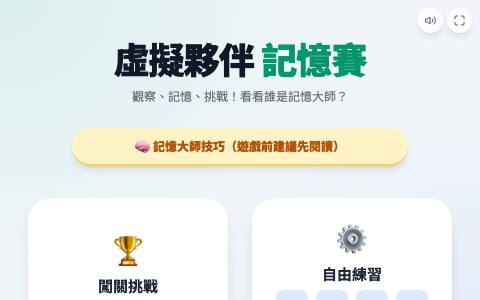 虛擬夥伴 記憶賽
觀察、記憶、挑戰！看看誰是記憶大師？
🧠 記憶大師技巧（遊戲前建議先閱讀）
闖關挑戰
自由練習